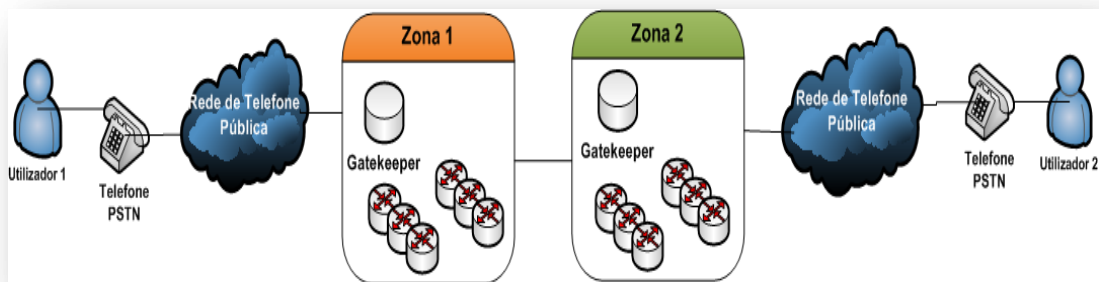 Zona 1
Zona 2
Utilizador 1
Telefone
PSTN
Rede de Telefone
Pública
Gatekeeper
Gatekeeper
Rede de Telefone
Pública
Telefone
PSTN
Utilizador 2